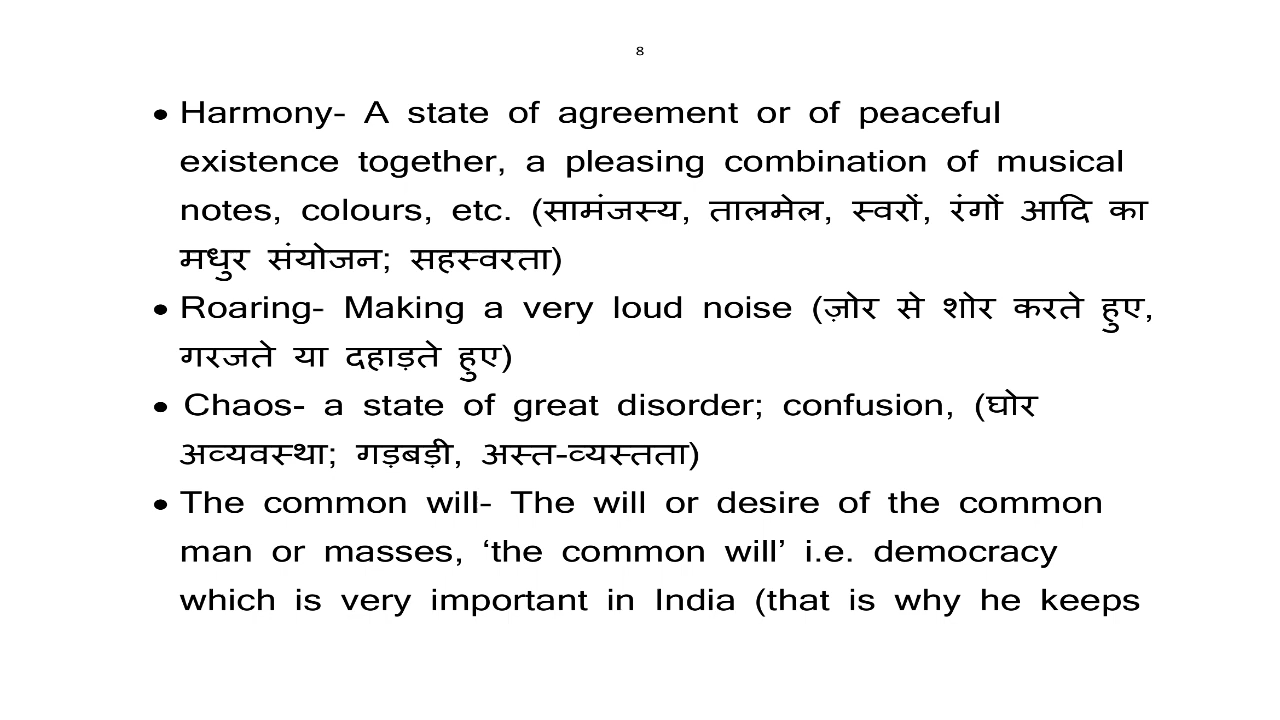 8
• Harmony- A state of agreement or of peaceful
existence together, a pleasing combination of musical
notes, colours, etc. (सामंजस्य, तालमेल, स्वरों, रंगों आदि का
मधुर संयोजन; सहस्वरता)
• Roaring- Making a very loud noise (ज़ोर से शोर करते हुए,
गरजते या दहाड़ते हुए)
• Chaos- a state of great disorder; confusion, (घोर
अव्यवस्था; गड़बड़ी, अस्त-व्यस्तता)
• The common will- The will or desire of the common
man or masses, ‘the common will’ i.e. democracy
which is very important in India (that is why he keeps